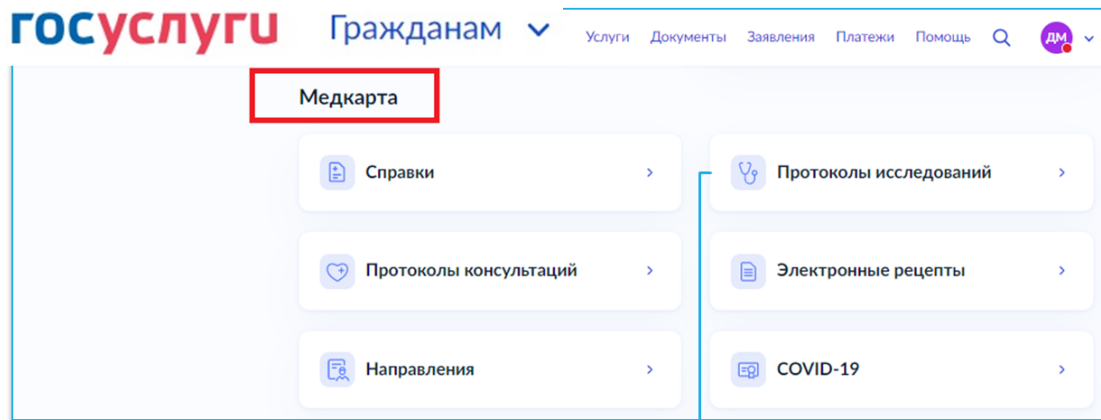 госуслуги Гражданам
Услуги Документы Заявления Платежи Помощь ДМ
Медкарта
Справки
Протоколы исследований
Протоколы консультаций
Электронные рецепты
Направления
COVID-19